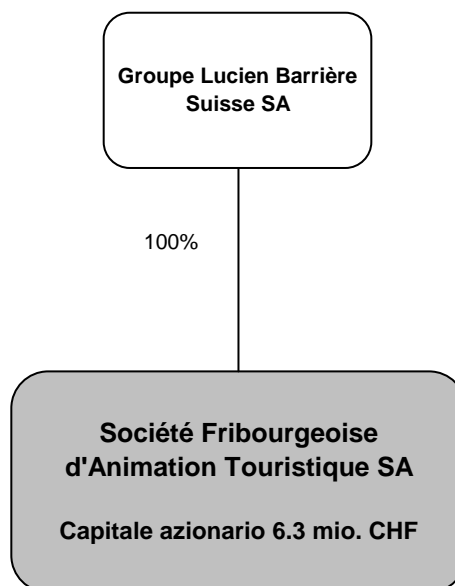 Groupe Lucien Barrière
Suisse SA
100%
Société Fribourgeoise
d'Animation Touristique SA
Capitale azionario 6.3 mio. CHF